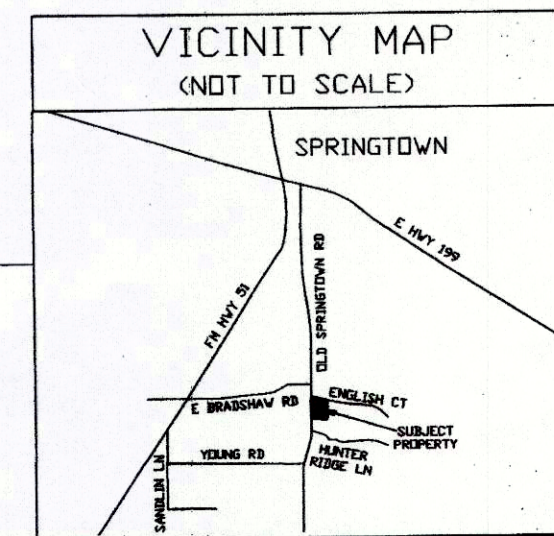 VICINITY MAP
(NOT TO SCALE)
SPRINGTOWN
E HWY 199
OLD SPRINGTOWN RD
FM HWY 51
ENGLISH CT
E BRADSHAW RD
SUBJECT
PROPERTY
HUNTER
RIDGE LN
YOUNG RD
SANDLIN LN